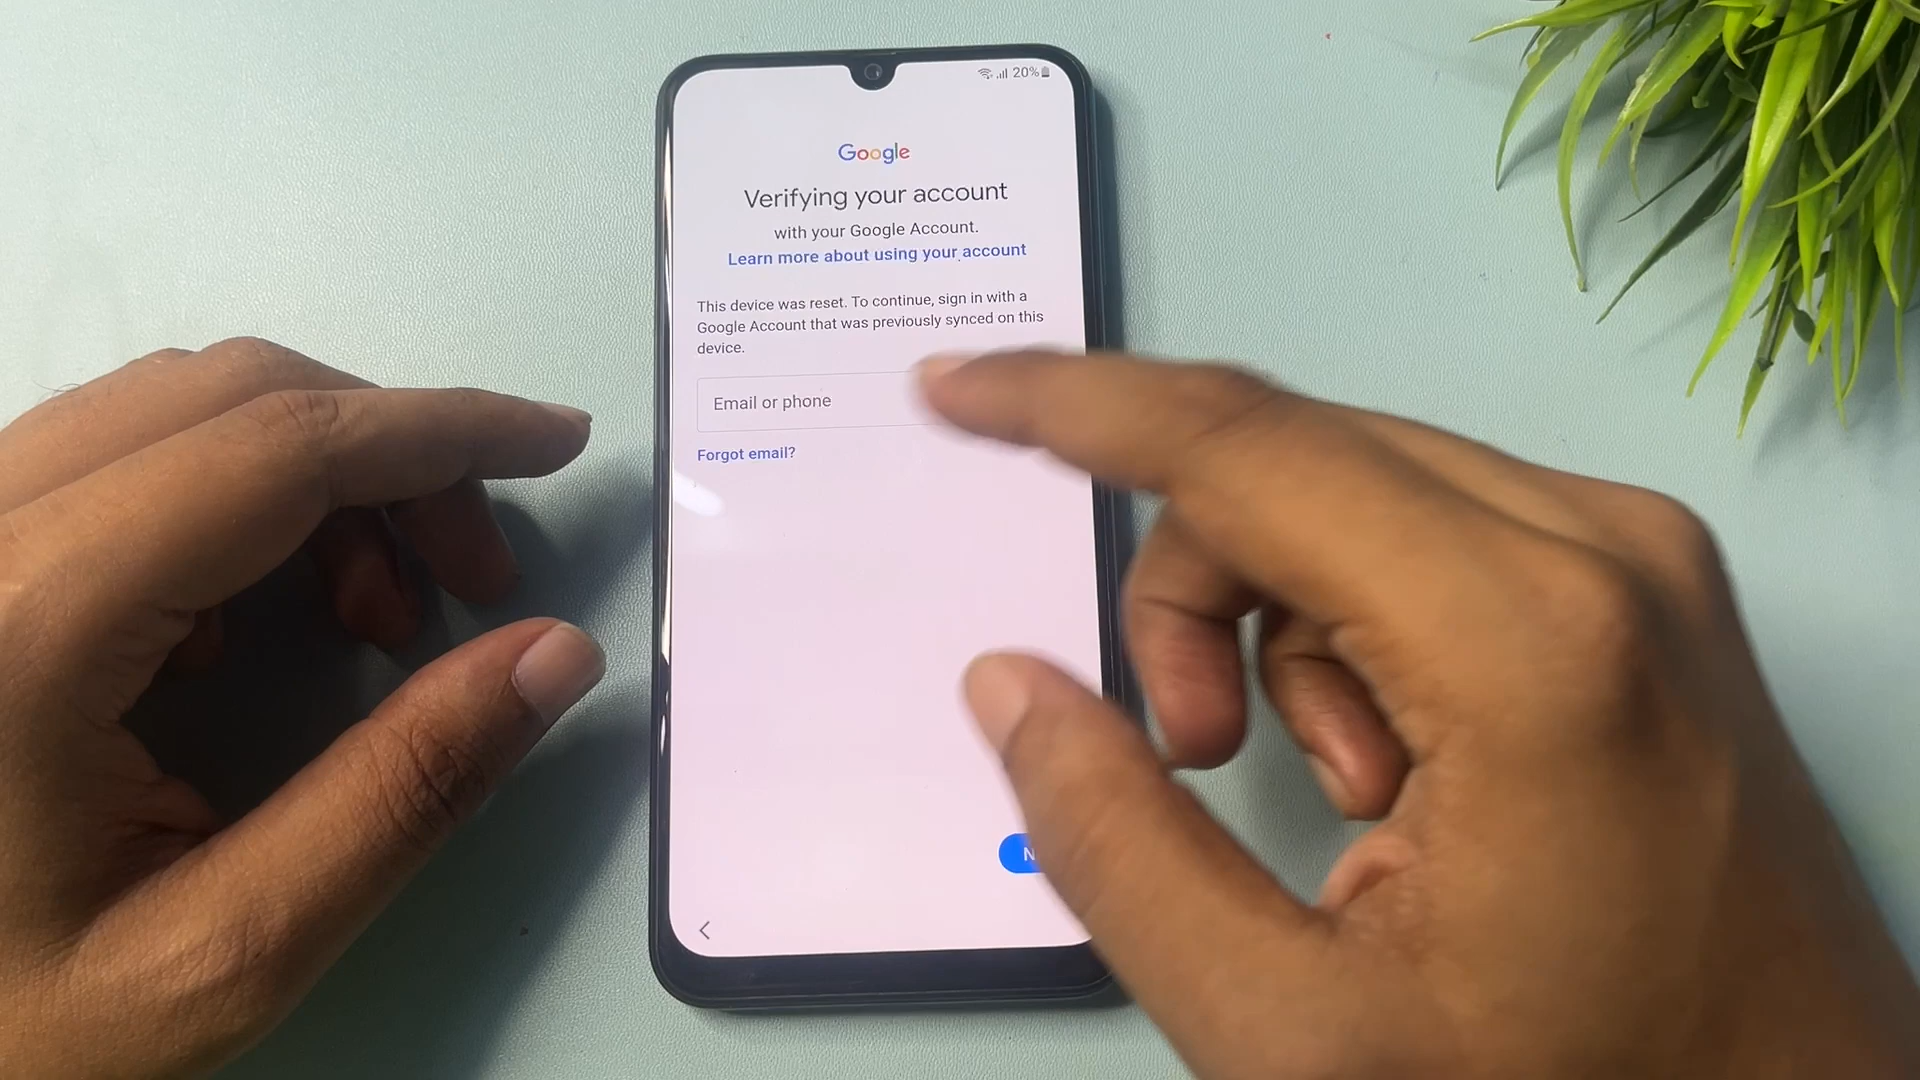 20%
Google
Verifying your account
with your Google Account.
Learn more about using your account
This device was reset. To continue, sign in with a
Google Account that was previously synced on this
device.
Email or phone
Forgot email?
N